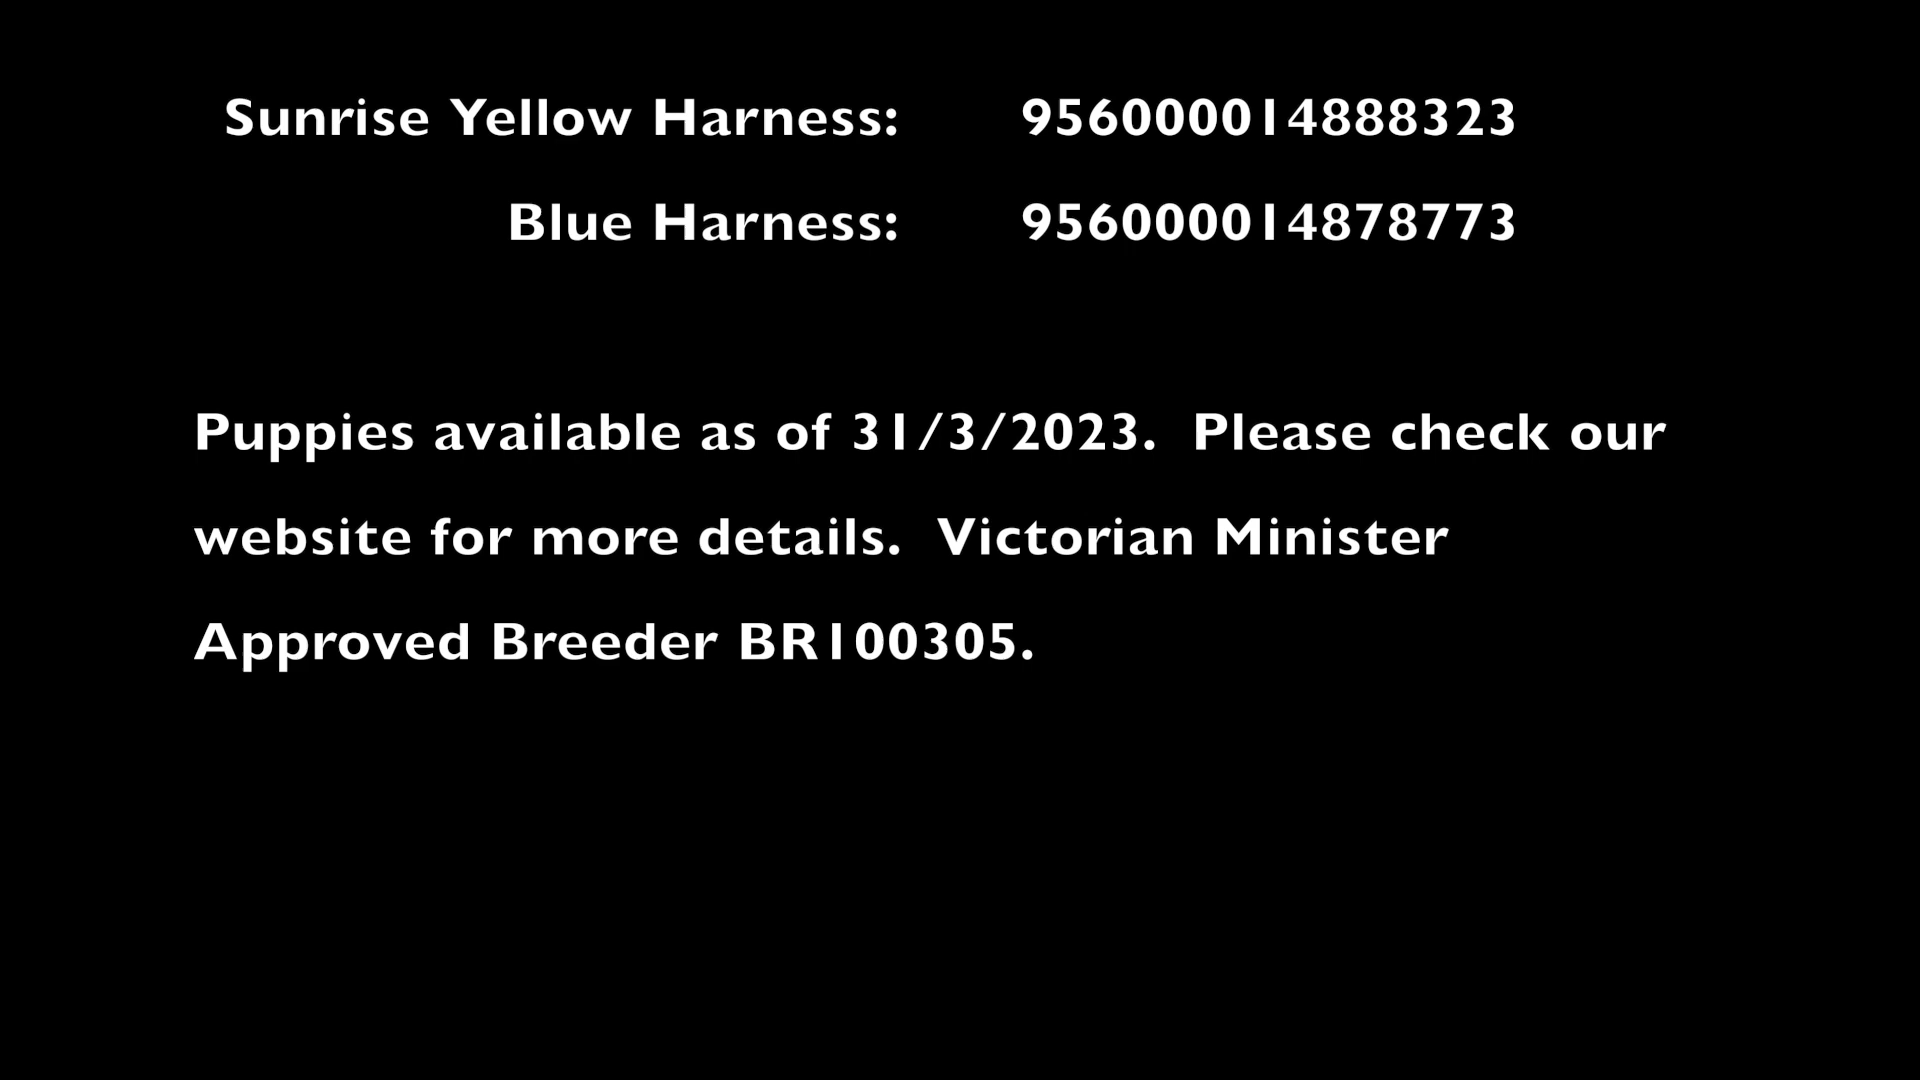 Sunrise Yellow Harness: 956000014888323
Blue Harness: 956000014878773
Puppies available as of 31/3/2023. Please check our
website for more details. Victorian Minister
Approved Breeder BR100305.